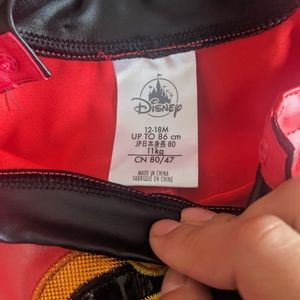 Disney
12-18M
UP TO 86 cm
JP日本身長 80
11kg
CN 80/47
MADE IN CHINA
FABRIQUÉ EN CHINE